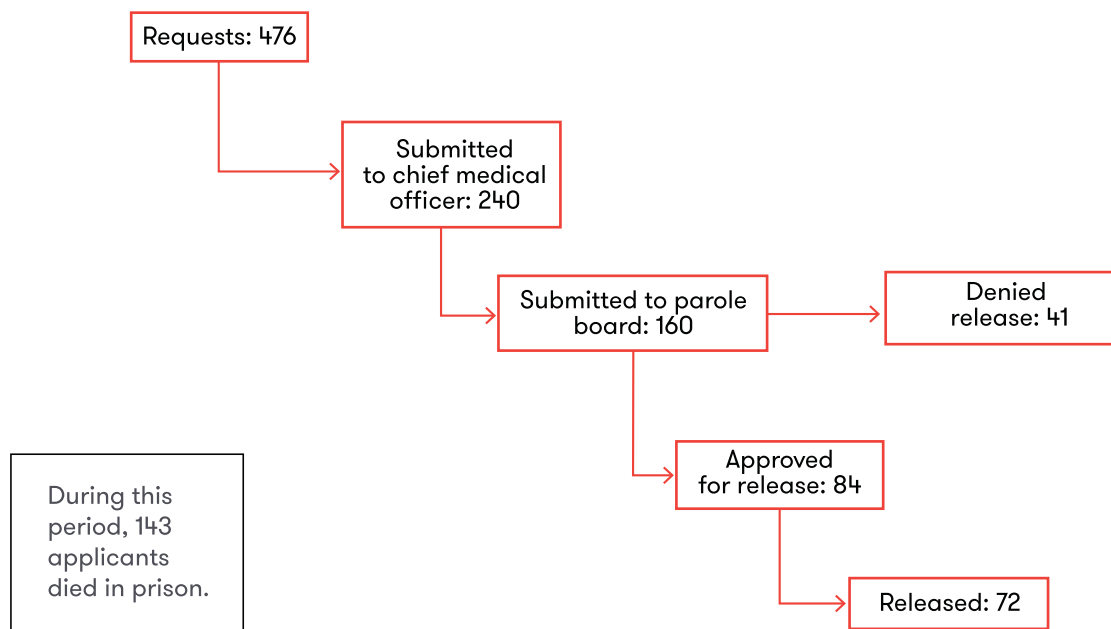 Requests: 476
Submitted
to chief medical
officer: 240
Submitted to parole
board: 160
Denied
release: 41
Approved
for release: 84
During this
period, 143
applicants
died in prison.
Released: 72